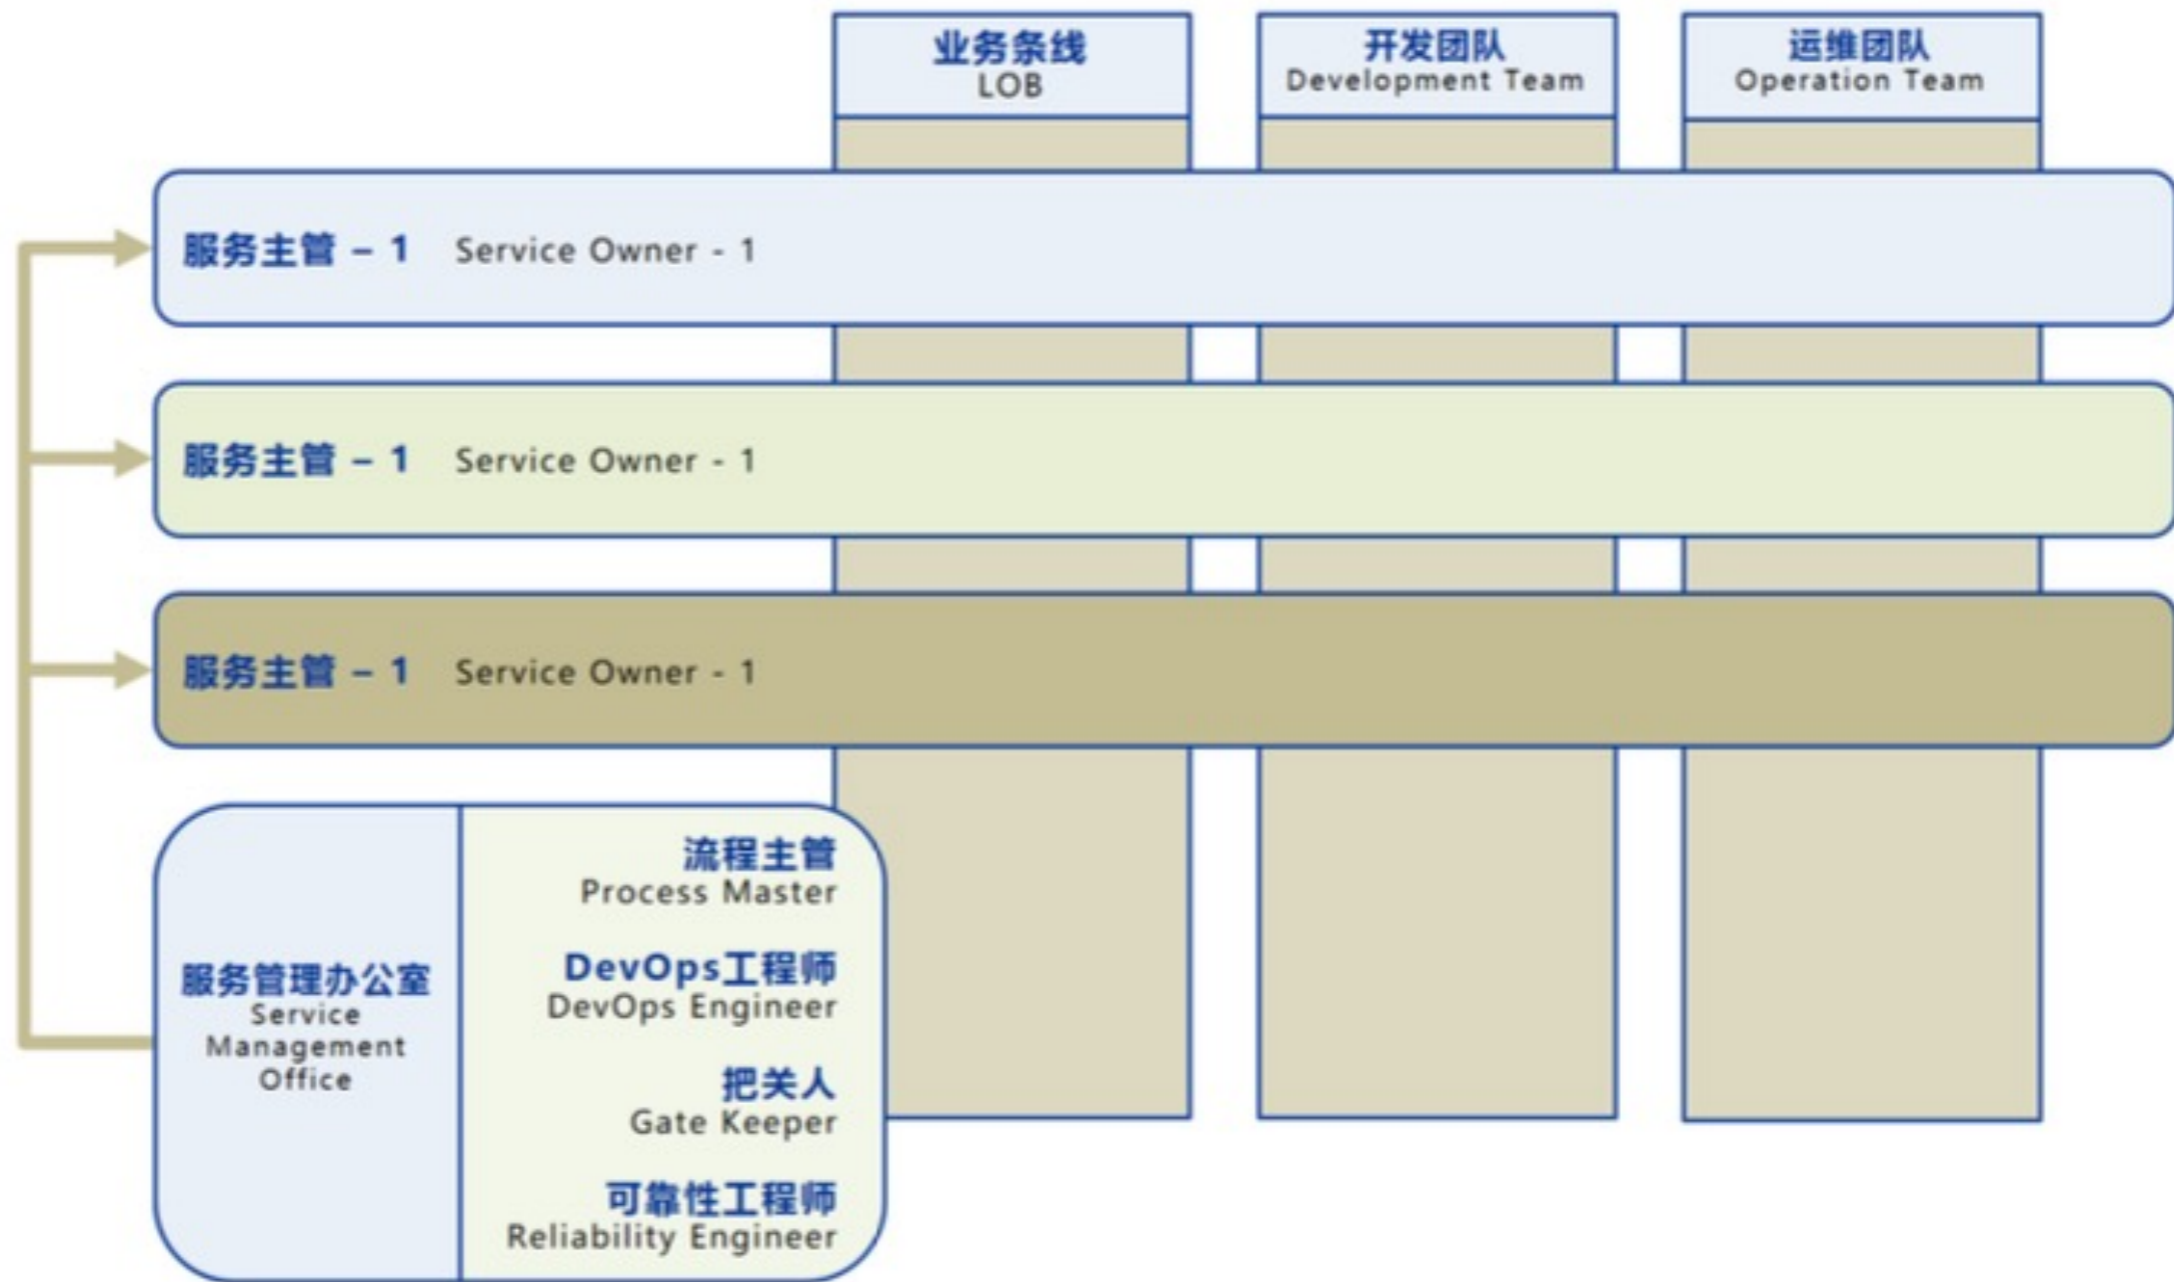 业务条线
LOB
开发团队
Development Team
运维团队
Operation Team
服务主管 – 1 Service Owner - 1
服务主管 – 1 Service Owner - 1
服务主管 – 1 Service Owner - 1
服务管理办公室
Service
Management
Office
流程主管
Process Master
DevOps工程师
DevOps Engineer
把关人
Gate Keeper
可靠性工程师
Reliability Engineer